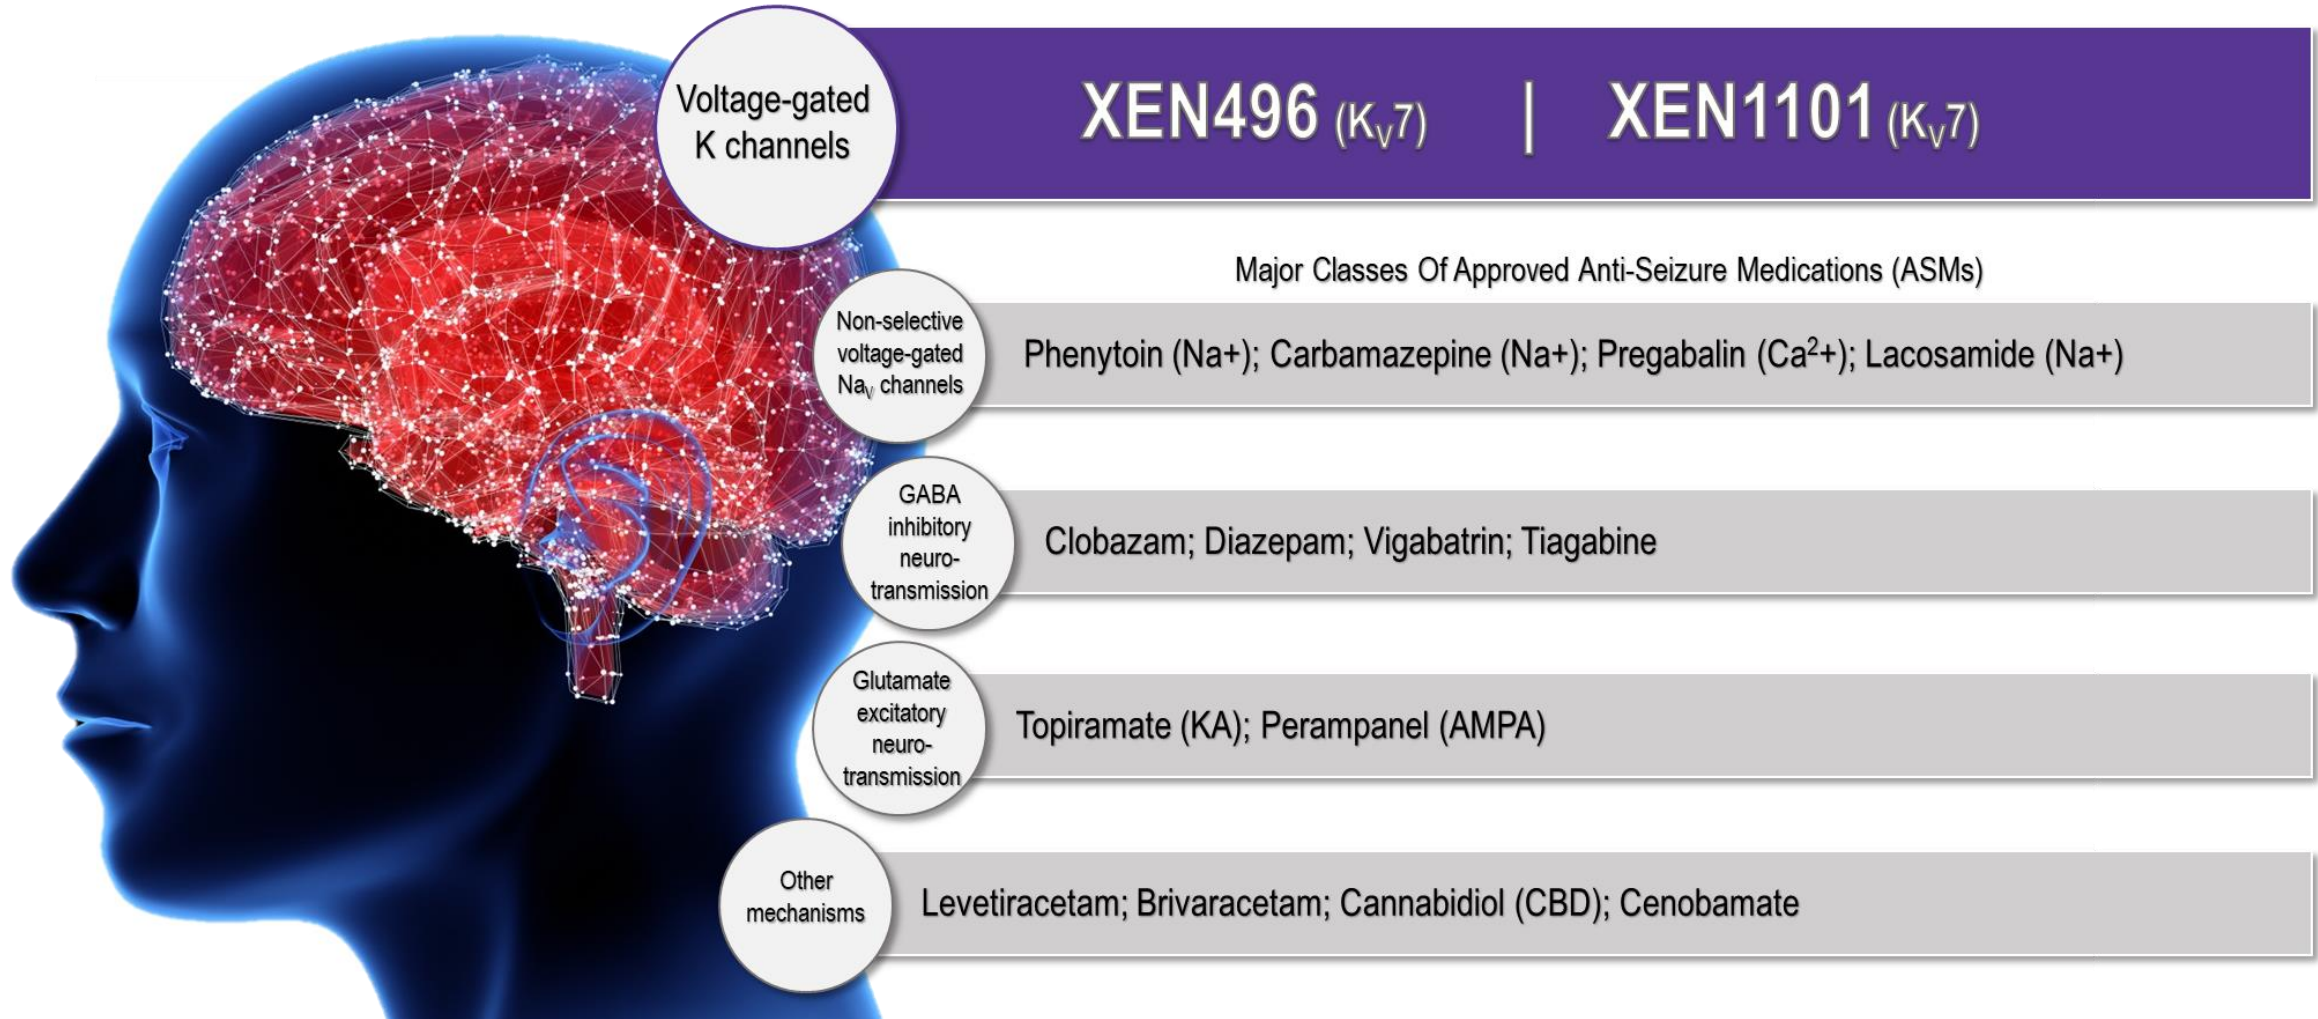 Voltage-gated
K channels
XEN496 (Kᵥ7) | XEN1101 (Kᵥ7)
Major Classes Of Approved Anti-Seizure Medications (ASMs)
Non-selective
voltage-gated
Naᵥ channels
Phenytoin (Na+); Carbamazepine (Na+); Pregabalin (Ca²+); Lacosamide (Na+)
GABA
inhibitory
neuro-
transmission
Clobazam; Diazepam; Vigabatrin; Tiagabine
Glutamate
excitatory
neuro-
transmission
Topiramate (KA); Perampanel (AMPA)
Other
mechanisms
Levetiracetam; Brivaracetam; Cannabidiol (CBD); Cenobamate